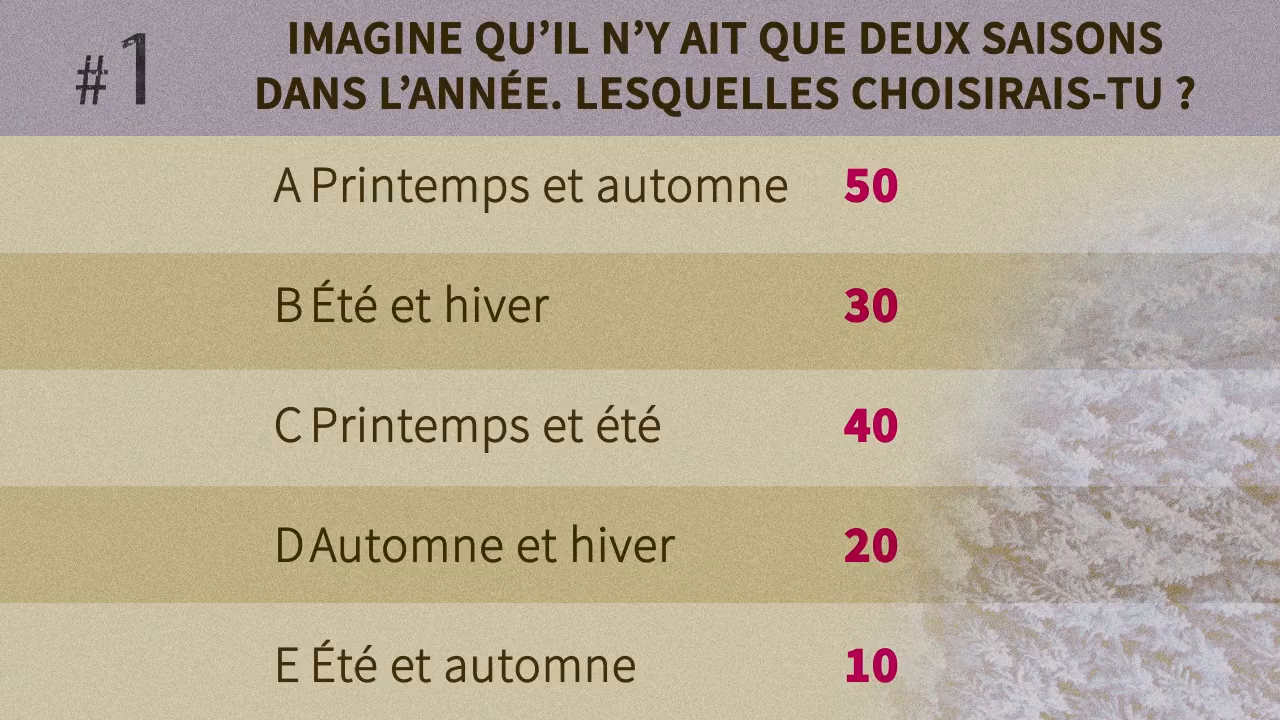 #1
IMAGINE QU’IL N’Y AIT QUE DEUX SAISONS
DANS L’ANNÉE. LESQUELLES CHOISIRAIS-TU ?
A Printemps et automne 50
B Été et hiver 30
C Printemps et été 40
D Automne et hiver 20
E Été et automne 10